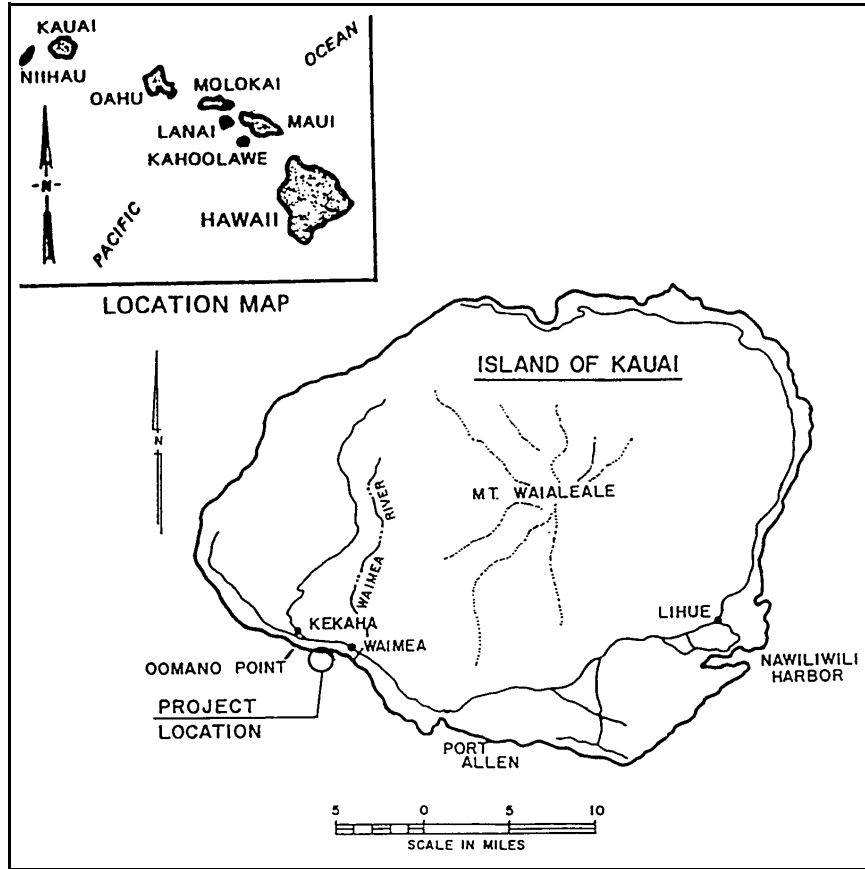 KAUAI
NIIHAU
OAHU
MOLOKAI
LANAI
MAUI
KAHOOLAWE
HAWAII
PACIFIC
OCEAN
-N-
LOCATION MAP
N
ISLAND OF KAUAI
MT. WAIALEALE
WAIMEA RIVER
KEKAHA
WAIMEA
OOMANO POINT
PROJECT
LOCATION
LIHUE
NAWILIWILI
HARBOR
PORT
ALLEN
5 0 5 10
SCALE IN MILES